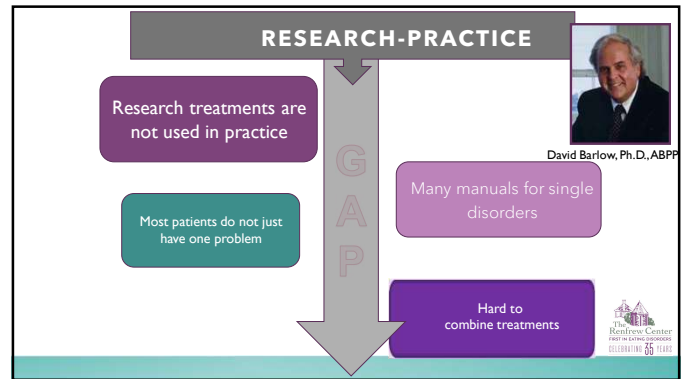 RESEARCH-PRACTICE
Research treatments are
not used in practice
David Barlow, Ph.D., ABPP
G
A
P
Many manuals for single
disorders
Most patients do not just
have one problem
Hard to
combine treatments
The
Renfrew Center
FIRST IN EATING DISORDERS
CELEBRATING 35 YEARS